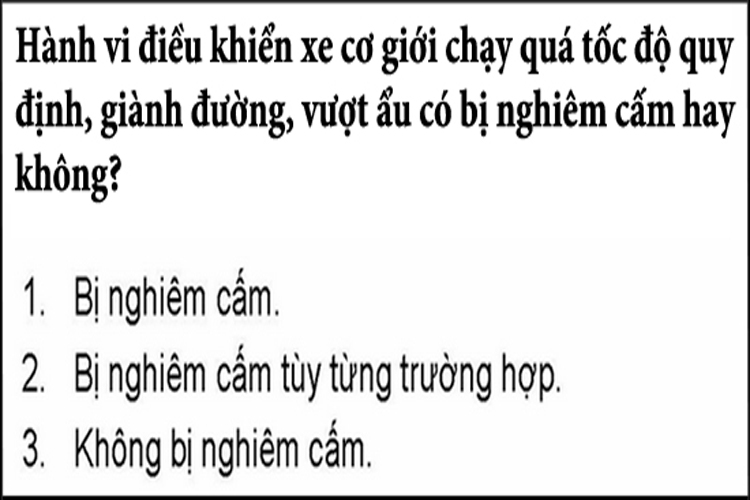 Hành vi điều khiển xe cơ giới chạy quá tốc độ quy
định, giành đường, vượt ẩu có bị nghiêm cấm hay
không?
1. Bị nghiêm cấm.
2. Bị nghiêm cấm tùy từng trường hợp.
3. Không bị nghiêm cấm.